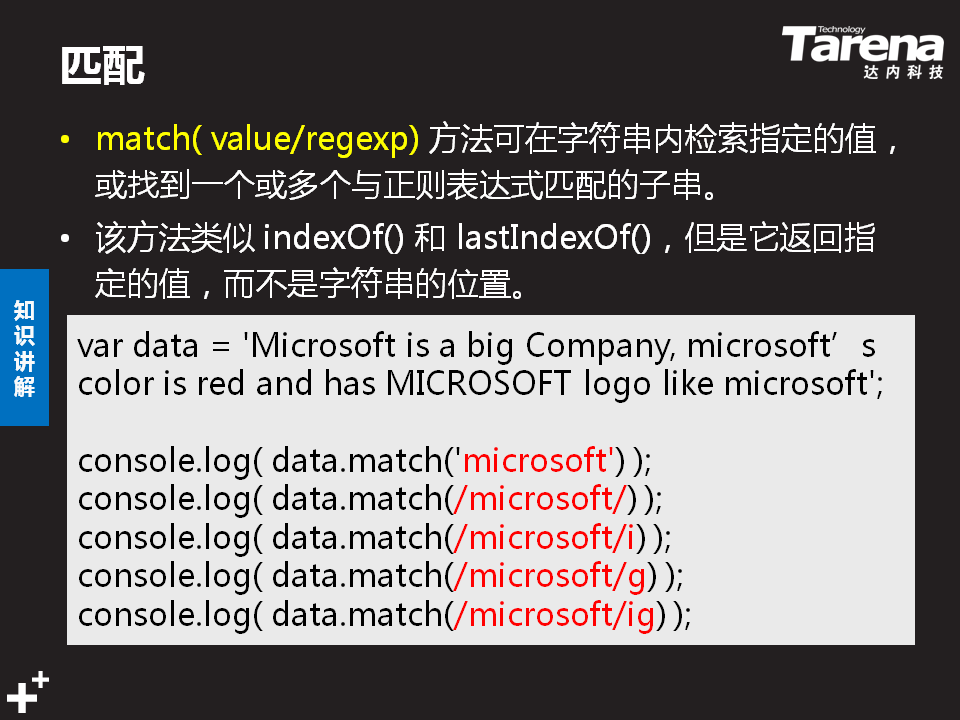 匹配
Technology
Tarena
达内科技
• match( value/regexp) 方法可在字符串内检索指定的值，
或找到一个或多个与正则表达式匹配的子串。
• 该方法类似 indexOf() 和 lastIndexOf()，但是它返回指
定的值，而不是字符串的位置。
知识讲解
var data = 'Microsoft is a big Company, microsoft’ s
color is red and has MICROSOFT logo like microsoft';
console.log( data.match('microsoft') );
console.log( data.match(/microsoft/) );
console.log( data.match(/microsoft/i) );
console.log( data.match(/microsoft/g) );
console.log( data.match(/microsoft/ig) );